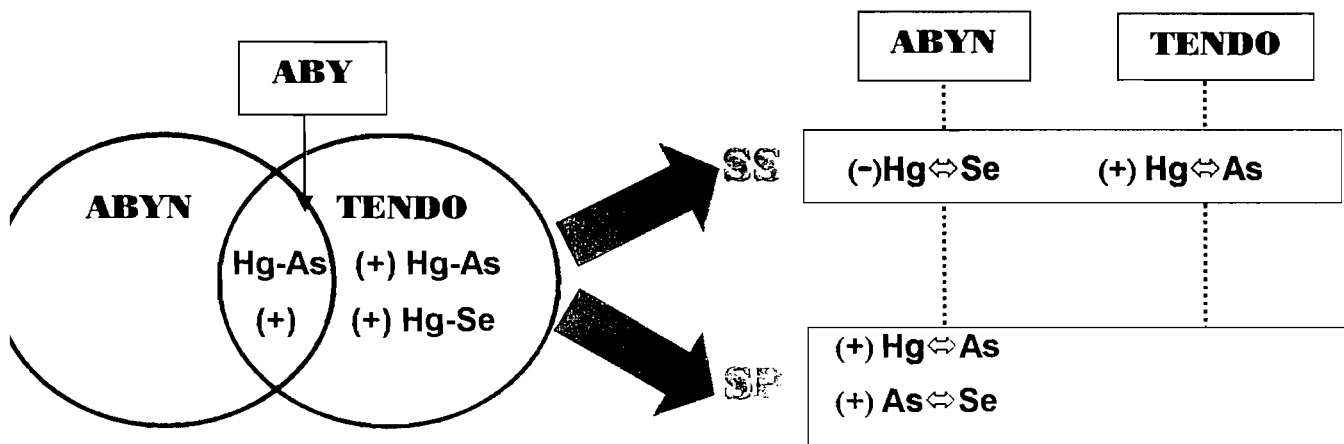 ABY
ABYN
TENDO
Hg-As
(+)
(+) Hg-As
(+) Hg-Se
ABYN
TENDO
SS
(-)Hg⇔Se
(+) Hg⇔As
SP
(+) Hg⇔As
(+) As⇔Se